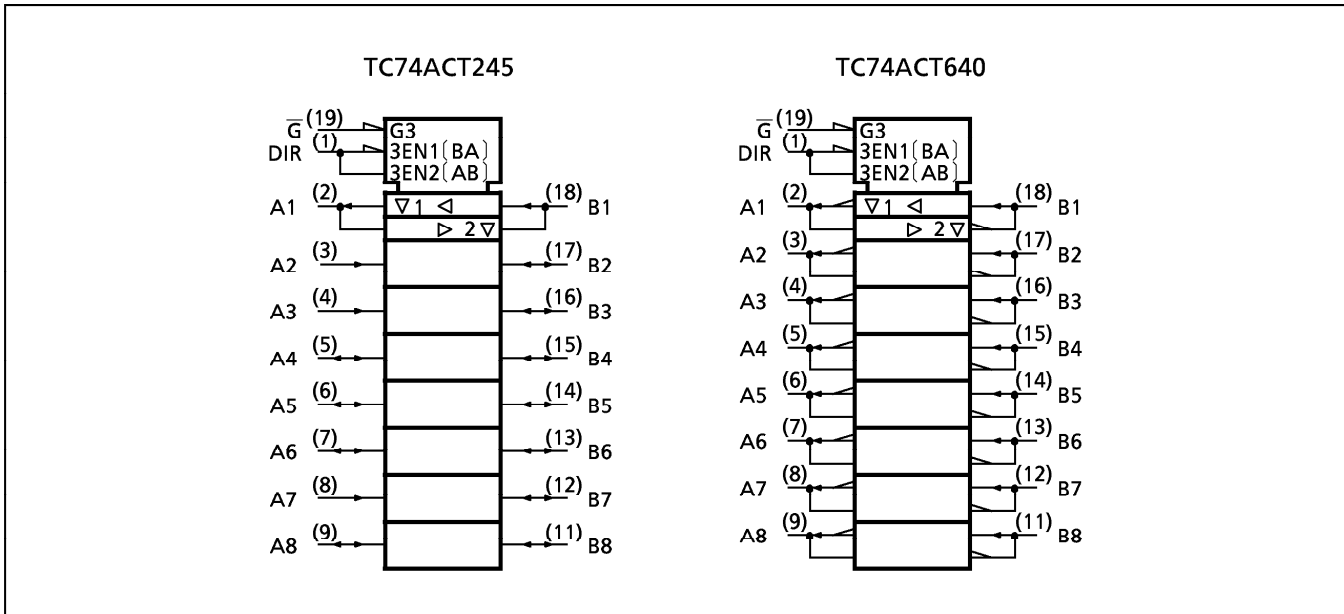 TC74ACT245
G̅ (19) G3
DIR (1) 3EN1 [BA]
3EN2 [AB]
A1 (2) ▽ 1 ◁ (18) B1
▷ 2 ▽
A2 (3) (17) B2
A3 (4) (16) B3
A4 (5) (15) B4
A5 (6) (14) B5
A6 (7) (13) B6
A7 (8) (12) B7
A8 (9) (11) B8
TC74ACT640
G̅ (19) G3
DIR (1) 3EN1 [BA]
3EN2 [AB]
A1 (2) ▽ 1 ◁ (18) B1
▷ 2 ▽
A2 (3) (17) B2
A3 (4) (16) B3
A4 (5) (15) B4
A5 (6) (14) B5
A6 (7) (13) B6
A7 (8) (12) B7
A8 (9) (11) B8